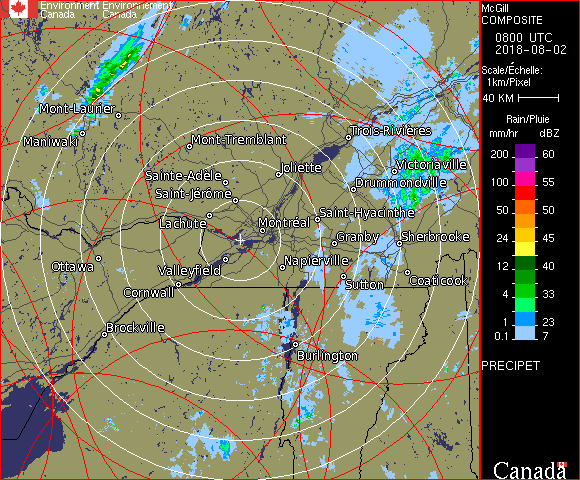 Environment Environnement
Canada Canada
McGill
COMPOSITE
0800 UTC
2018-08-02
Scale/Échelle:
1km/Pixel
40 KM
Rain/Pluie
mm/hr dBZ
200 60
100 55
50 50
24 45
12 40
4 33
2 23
0.1 7
PRECIPET
Canada
Mont-Laurier
Maniwaki
Mont-Tremblant
Trois-Rivières
Joliette
Victoriaville
Sainte-Adèle
Drummondville
Saint-Jérôme
Lachute
Montréal
Saint-Hyacinthe
Granby
Sherbrooke
Ottawa
Valleyfield
Napierville
Coaticook
Cornwall
Sutton
Brockville
Burlington